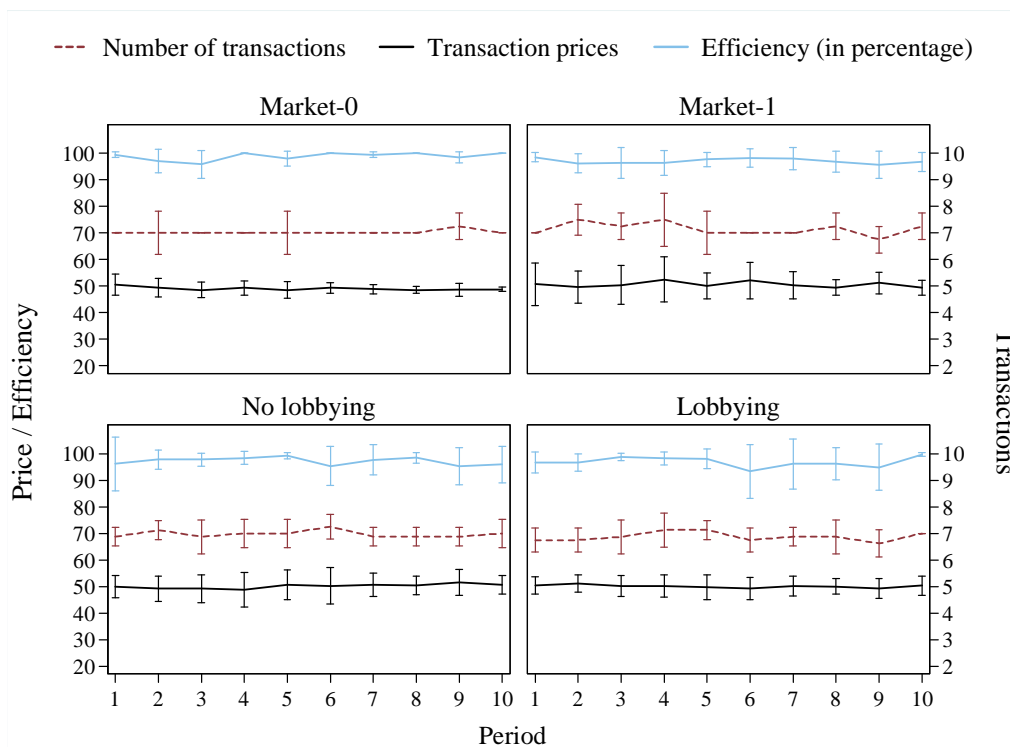 Number of transactions Transaction prices Efficiency (in percentage)
Market-0 Market-1
100 10
90 9
80 8
70 7
60 6
50 5
40 4
30 3
20 2
No lobbying Lobbying
100 10
90 9
80 8
70 7
60 6
50 5
40 4
30 3
20 2
1 2 3 4 5 6 7 8 9 10 1 2 3 4 5 6 7 8 9 10
Period
Price / Efficiency
Transactions